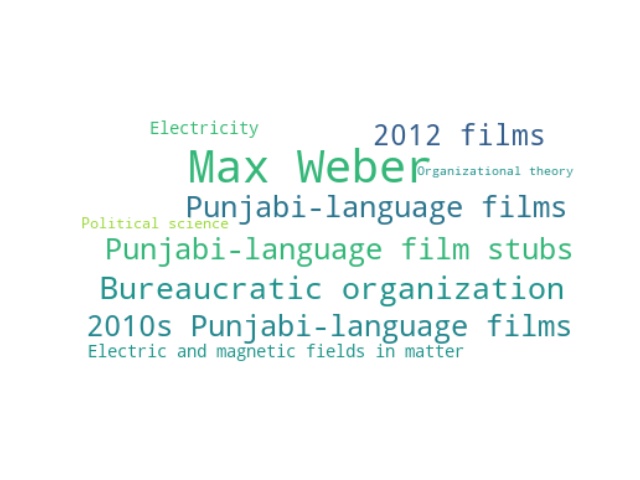 Electricity
2012 films
Max Weber
Organizational theory
Punjabi-language films
Political science
Punjabi-language film stubs
Bureaucratic organization
2010s Punjabi-language films
Electric and magnetic fields in matter